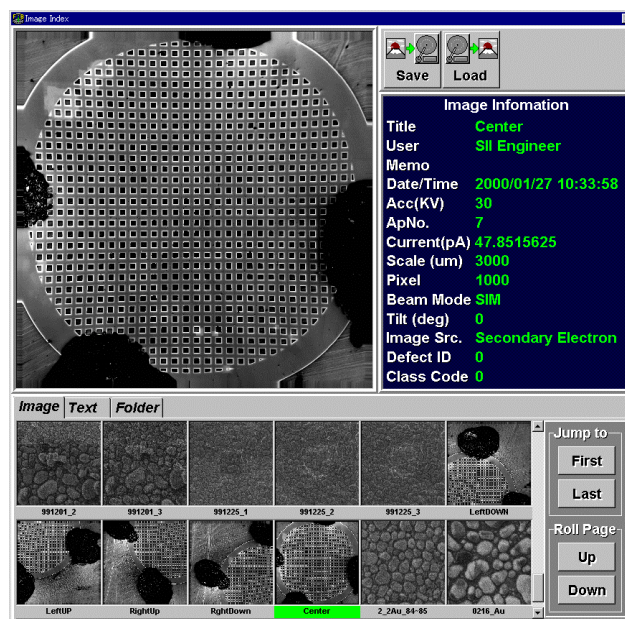 Image Index
Save
Load
Image Infomation
Title Center
User SII Engineer
Memo
Date/Time 2000/01/27 10:33:58
Acc(KV) 30
ApNo. 7
Current(pA) 47.8515625
Scale (um) 3000
Pixel 1000
Beam Mode SIM
Tilt (deg) 0
Image Src. Secondary Electron
Defect ID 0
Class Code 0
Image Text Folder
Jump to
First
Last
991201_2 991201_3 991225_1 991225_2 991225_3 LeftDOWN
Roll Page
Up
Down
LeftUP RightUp RghtDown Center 2_2Au_84-85 0216_Au